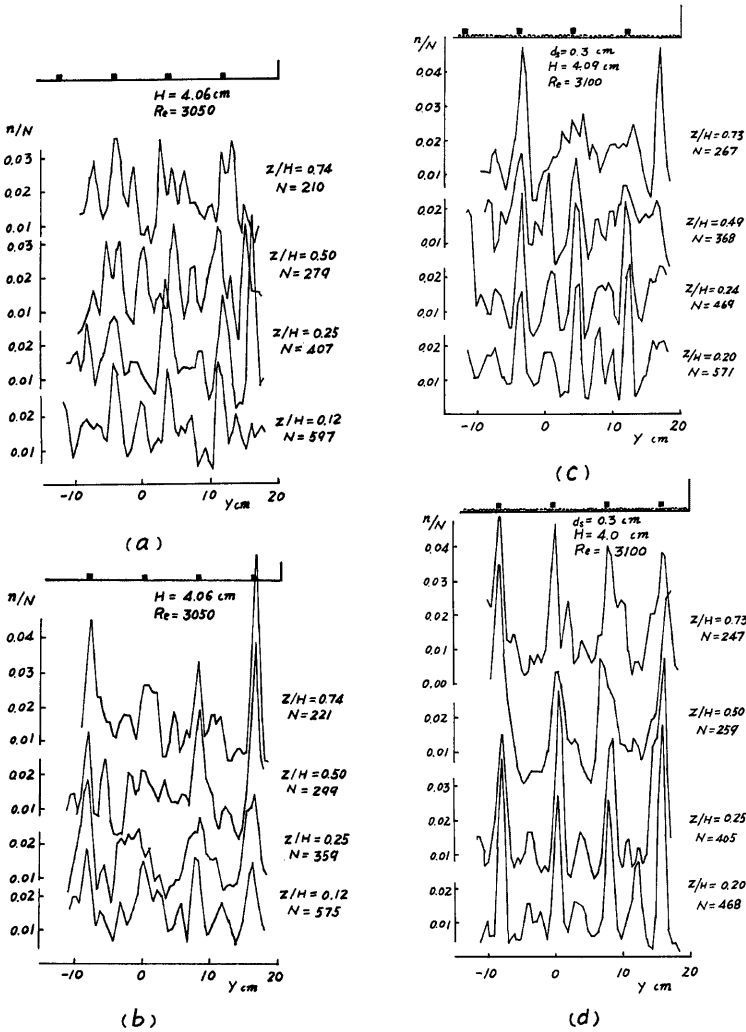 H = 4.06 cm
Re = 3050
n/N
0.03
0.02
0.01
0.03
0.02
0.01
0.02
0.01
0.02
0.01
Z/H = 0.74
N = 210
Z/H = 0.50
N = 279
Z/H = 0.25
N = 407
Z/H = 0.12
N = 597
-10 0 10 20
Y cm
(a)
H = 4.06 cm
Re = 3050
n/N
0.04
0.03
0.02
0.01
0.02
0.01
0.02
0.01
0.02
0.01
Z/H = 0.74
N = 221
Z/H = 0.50
N = 299
Z/H = 0.25
N = 359
Z/H = 0.12
N = 575
-10 0 10 20
Y cm
(b)
(c)
ds = 0.3 cm
H = 4.09 cm
Re = 3100
n/N
0.04
0.03
0.02
0.01
0.02
0.01
0.02
0.01
0.02
0.01
Z/H = 0.73
N = 267
Z/H = 0.49
N = 368
Z/H = 0.24
N = 469
Z/H = 0.20
N = 571
-10 0 10 20
Y cm
(c)
n/N
ds = 0.3 cm
H = 4.0 cm
Re = 3100
0.04
0.03
0.02
0.01
0.00
0.02
0.01
0.02
0.01
0.02
0.01
Z/H = 0.73
N = 247
Z/H = 0.50
N = 259
Z/H = 0.25
N = 405
Z/H = 0.20
N = 468
-10 0 10 20
Y cm
(d)